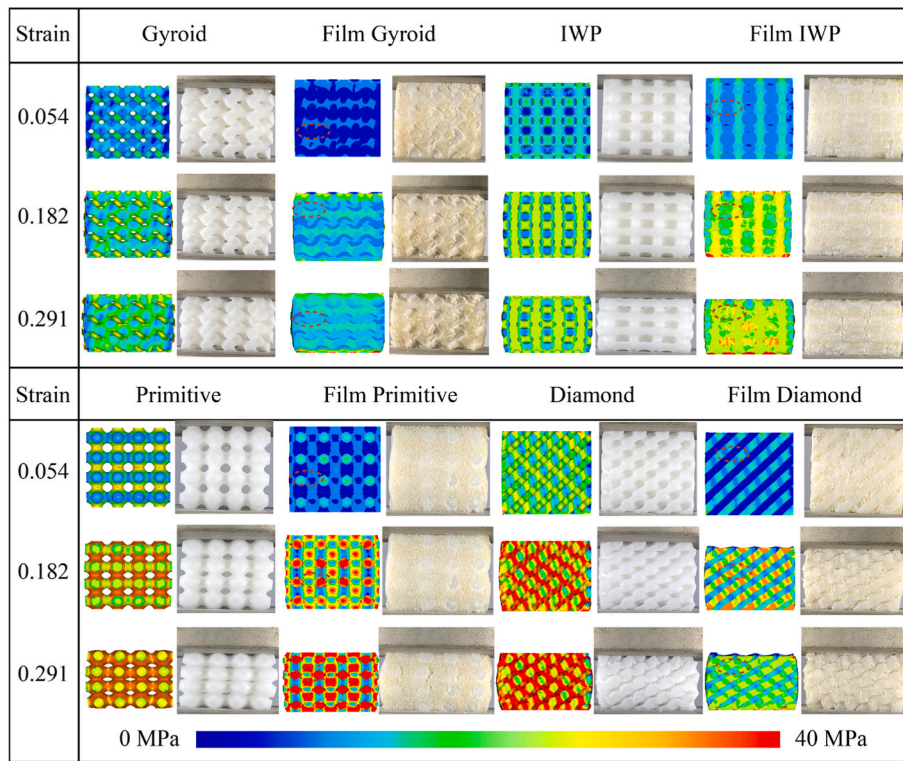 Strain Gyroid Film Gyroid IWP Film IWP
0.054
0.182
0.291
Strain Primitive Film Primitive Diamond Film Diamond
0.054
0.182
0.291
0 MPa 40 MPa